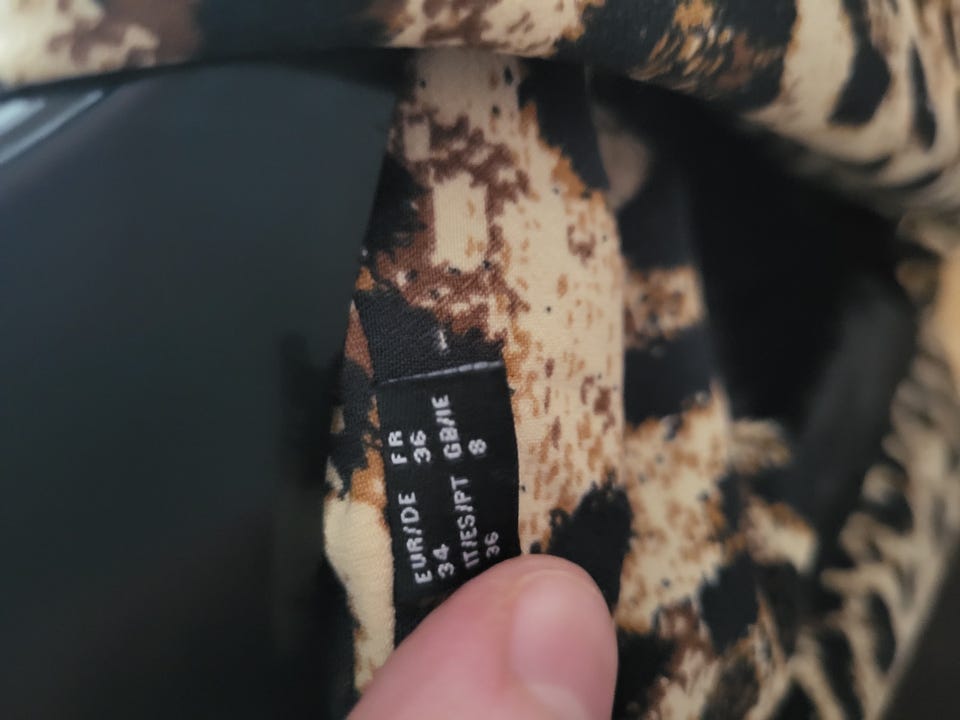 EUR/DE FR
34 36
IT/ES/PT GB/IE
36 8